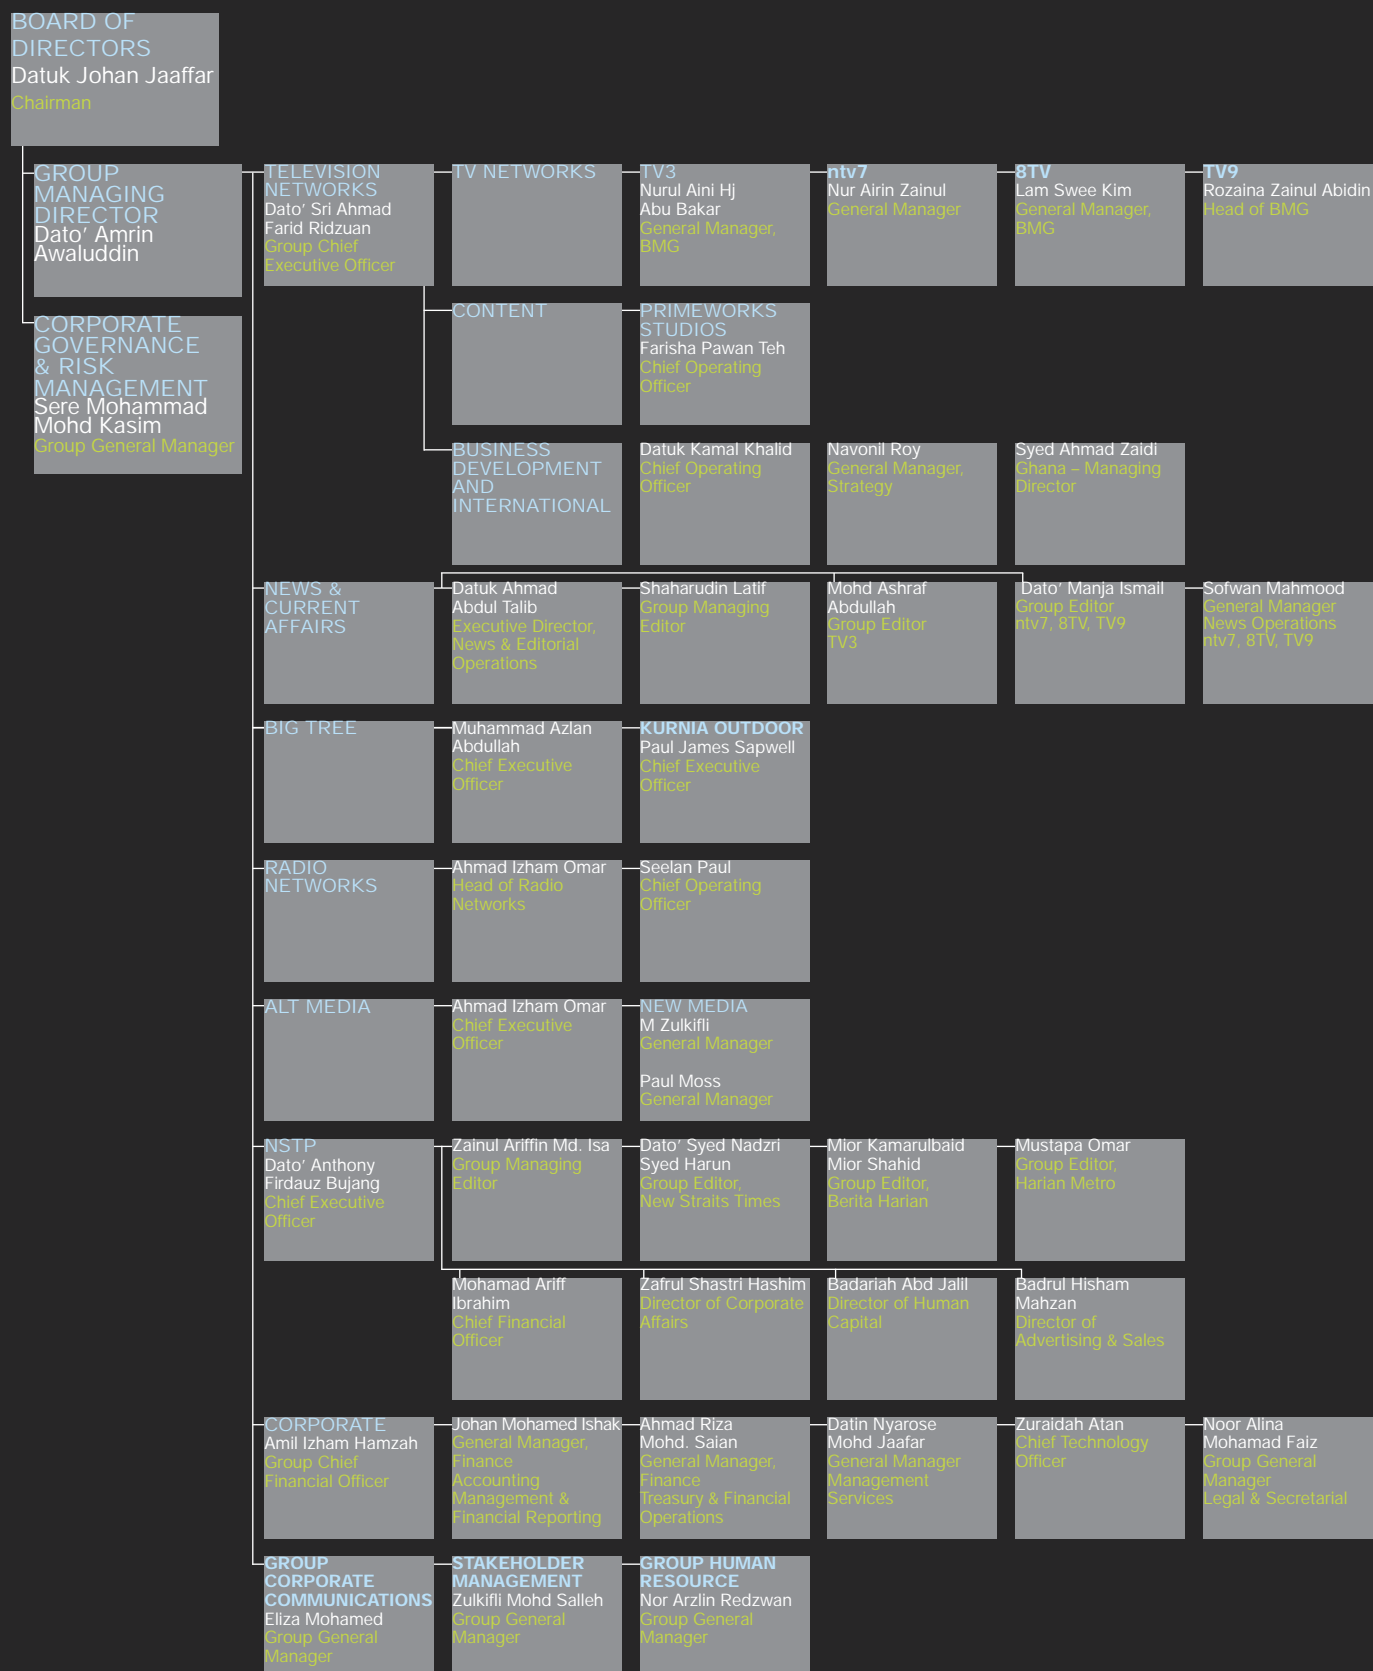 BOARD OF
DIRECTORS
Datuk Johan Jaaffar
Chairman
GROUP
MANAGING
DIRECTOR
Dato’ Amrin
Awaluddin
CORPORATE
GOVERNANCE
& RISK
MANAGEMENT
Sere Mohammad
Mohd Kasim
Group General Manager
TELEVISION
NETWORKS
Dato’ Sri Ahmad
Farid Ridzuan
Group Chief
Executive Officer
TV NETWORKS
TV3
Nurul Aini Hj
Abu Bakar
General Manager,
BMG
ntv7
Nur Airin Zainul
General Manager
8TV
Lam Swee Kim
General Manager,
BMG
TV9
Rozaina Zainul Abidin
Head of BMG
CONTENT
PRIMEWORKS
STUDIOS
Farisha Pawan Teh
Chief Operating
Officer
BUSINESS
DEVELOPMENT
AND
INTERNATIONAL
Datuk Kamal Khalid
Chief Operating
Officer
Navonil Roy
General Manager,
Strategy
Syed Ahmad Zaidi
Ghana – Managing
Director
NEWS &
CURRENT
AFFAIRS
Datuk Ahmad
Abdul Talib
Executive Director,
News & Editorial
Operations
Shaharudin Latif
Group Managing
Editor
Mohd Ashraf
Abdullah
Group Editor
TV3
Dato’ Manja Ismail
Group Editor
ntv7, 8TV, TV9
Sofwan Mahmood
General Manager
News Operations
ntv7, 8TV, TV9
BIG TREE
Muhammad Azlan
Abdullah
Chief Executive
Officer
KURNIA OUTDOOR
Paul James Sapwell
Chief Executive
Officer
RADIO
NETWORKS
Ahmad Izham Omar
Head of Radio
Networks
Seelan Paul
Chief Operating
Officer
ALT MEDIA
Ahmad Izham Omar
Chief Executive
Officer
NEW MEDIA
M Zulkifli
General Manager
Paul Moss
General Manager
NSTP
Dato’ Anthony
Firdauz Bujang
Chief Executive
Officer
Zainul Ariffin Md. Isa
Group Managing
Editor
Dato’ Syed Nadzri
Syed Harun
Group Editor,
New Straits Times
Mior Kamarulbaid
Mior Shahid
Group Editor,
Berita Harian
Mustapa Omar
Group Editor,
Harian Metro
Mohamad Ariff
Ibrahim
Chief Financial
Officer
Zafrul Shastri Hashim
Director of Corporate
Affairs
Badariah Abd Jalil
Director of Human
Capital
Badrul Hisham
Mahzan
Director of
Advertising & Sales
CORPORATE
Amil Izham Hamzah
Group Chief
Financial Officer
Johan Mohamed Ishak
General Manager,
Finance
Accounting
Management &
Financial Reporting
Ahmad Riza
Mohd. Saian
General Manager,
Finance
Treasury & Financial
Operations
Datin Nyarose
Mohd Jaafar
General Manager
Management
Services
Zuraidah Atan
Chief Technology
Officer
Noor Alina
Mohamad Faiz
Group General
Manager
Legal & Secretarial
GROUP
CORPORATE
COMMUNICATIONS
Eliza Mohamed
Group General
Manager
STAKEHOLDER
MANAGEMENT
Zulkifli Mohd Salleh
Group General
Manager
GROUP HUMAN
RESOURCE
Nor Arzlin Redzwan
Group General
Manager